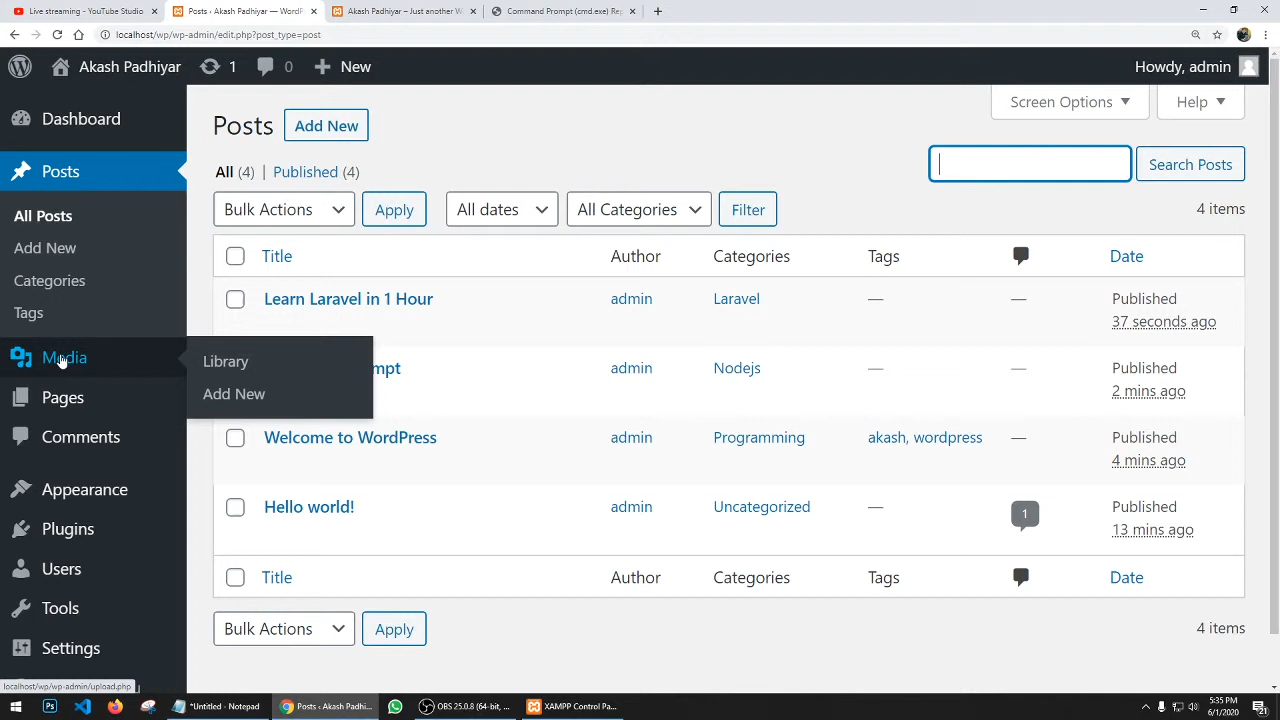 Live streaming - YouTube Studio
Posts ‹ Akash Padhiyar — WordPr
Akash Padhiyar – Just another W
Command Prompt (cmd.exe) Rep
localhost/wp/wp-admin/edit.php?post_type=post
Akash Padhiyar 1 0 New Howdy, admin
Dashboard
Posts
All Posts
Add New
Categories
Tags
Media
Library
Add New
Pages
Comments
Appearance
Plugins
Users
Tools
Settings
Screen Options Help
Posts Add New
All (4) | Published (4)
Search Posts
Bulk Actions Apply All dates All Categories Filter 4 items
Title Author Categories Tags Date
Learn Laravel in 1 Hour admin Laravel — — Published
37 seconds ago
mpt admin Nodejs — — Published
2 mins ago
Welcome to WordPress admin Programming akash, wordpress — Published
4 mins ago
Hello world! admin Uncategorized — 1 Published
13 mins ago
Title Author Categories Tags Date
Bulk Actions Apply 4 items
localhost/wp/wp-admin/upload.php
*Untitled - Notepad
Posts ‹ Akash Padhi...
OBS 25.0.8 (64-bit, ...
XAMPP Control Pa...
5:35 PM
6/1/2020
21